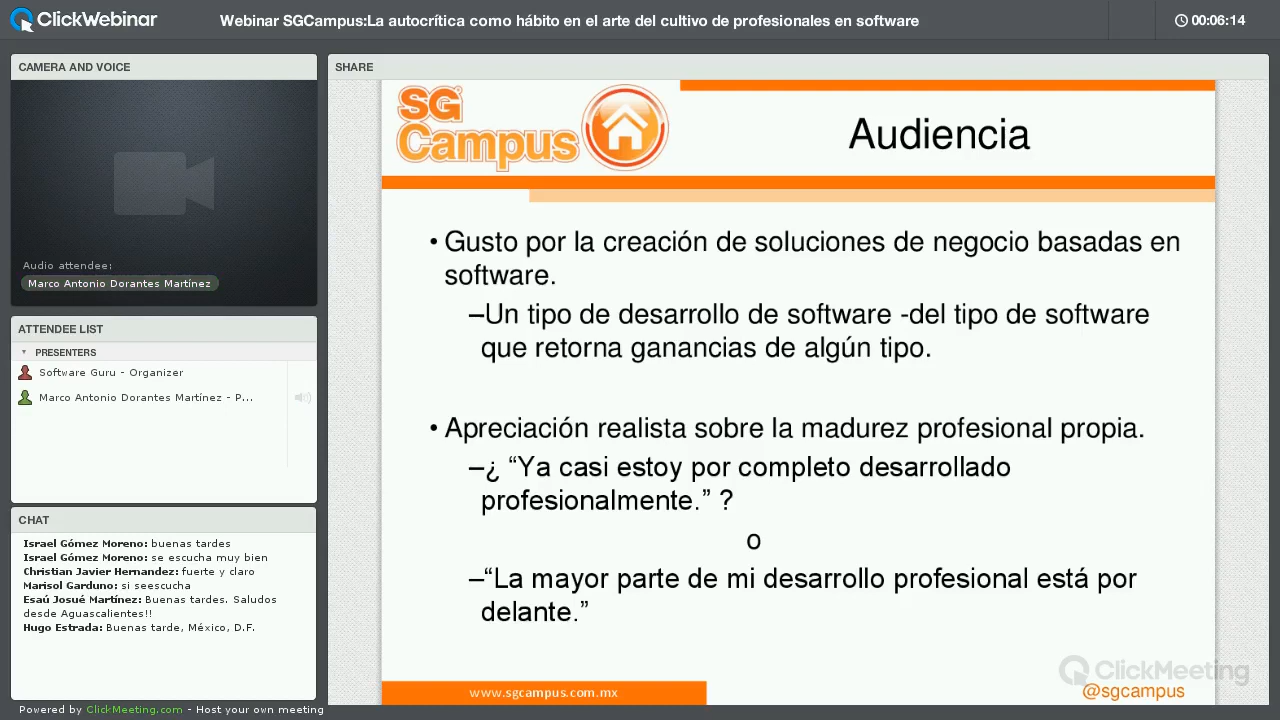 ClickWebinar
Webinar SGCampus:La autocrítica como hábito en el arte del cultivo de profesionales en software
00:06:14
CAMERA AND VOICE
Audio attendee:
Marco Antonio Dorantes Martínez
ATTENDEE LIST
PRESENTERS
Software Guru - Organizer
Marco Antonio Dorantes Martínez - P...
CHAT
Israel Gómez Moreno: buenas tardes
Israel Gómez Moreno: se escucha muy bien
Christian Javier Hernandez: fuerte y claro
Marisol Garduno: si seescucha
Esaú Josué Martínez: Buenas tardes. Saludos
desde Aguascalientes!!
Hugo Estrada: Buenas tarde, México, D.F.
Powered by ClickMeeting.com - Host your own meeting
SHARE
SG
Campus
Audiencia
• Gusto por la creación de soluciones de negocio basadas en
software.
–Un tipo de desarrollo de software -del tipo de software
que retorna ganancias de algún tipo.
• Apreciación realista sobre la madurez profesional propia.
–¿ “Ya casi estoy por completo desarrollado
profesionalmente.” ?
o
–“La mayor parte de mi desarrollo profesional está por
delante.”
www.sgcampus.com.mx
ClickMeeting
@sgcampus